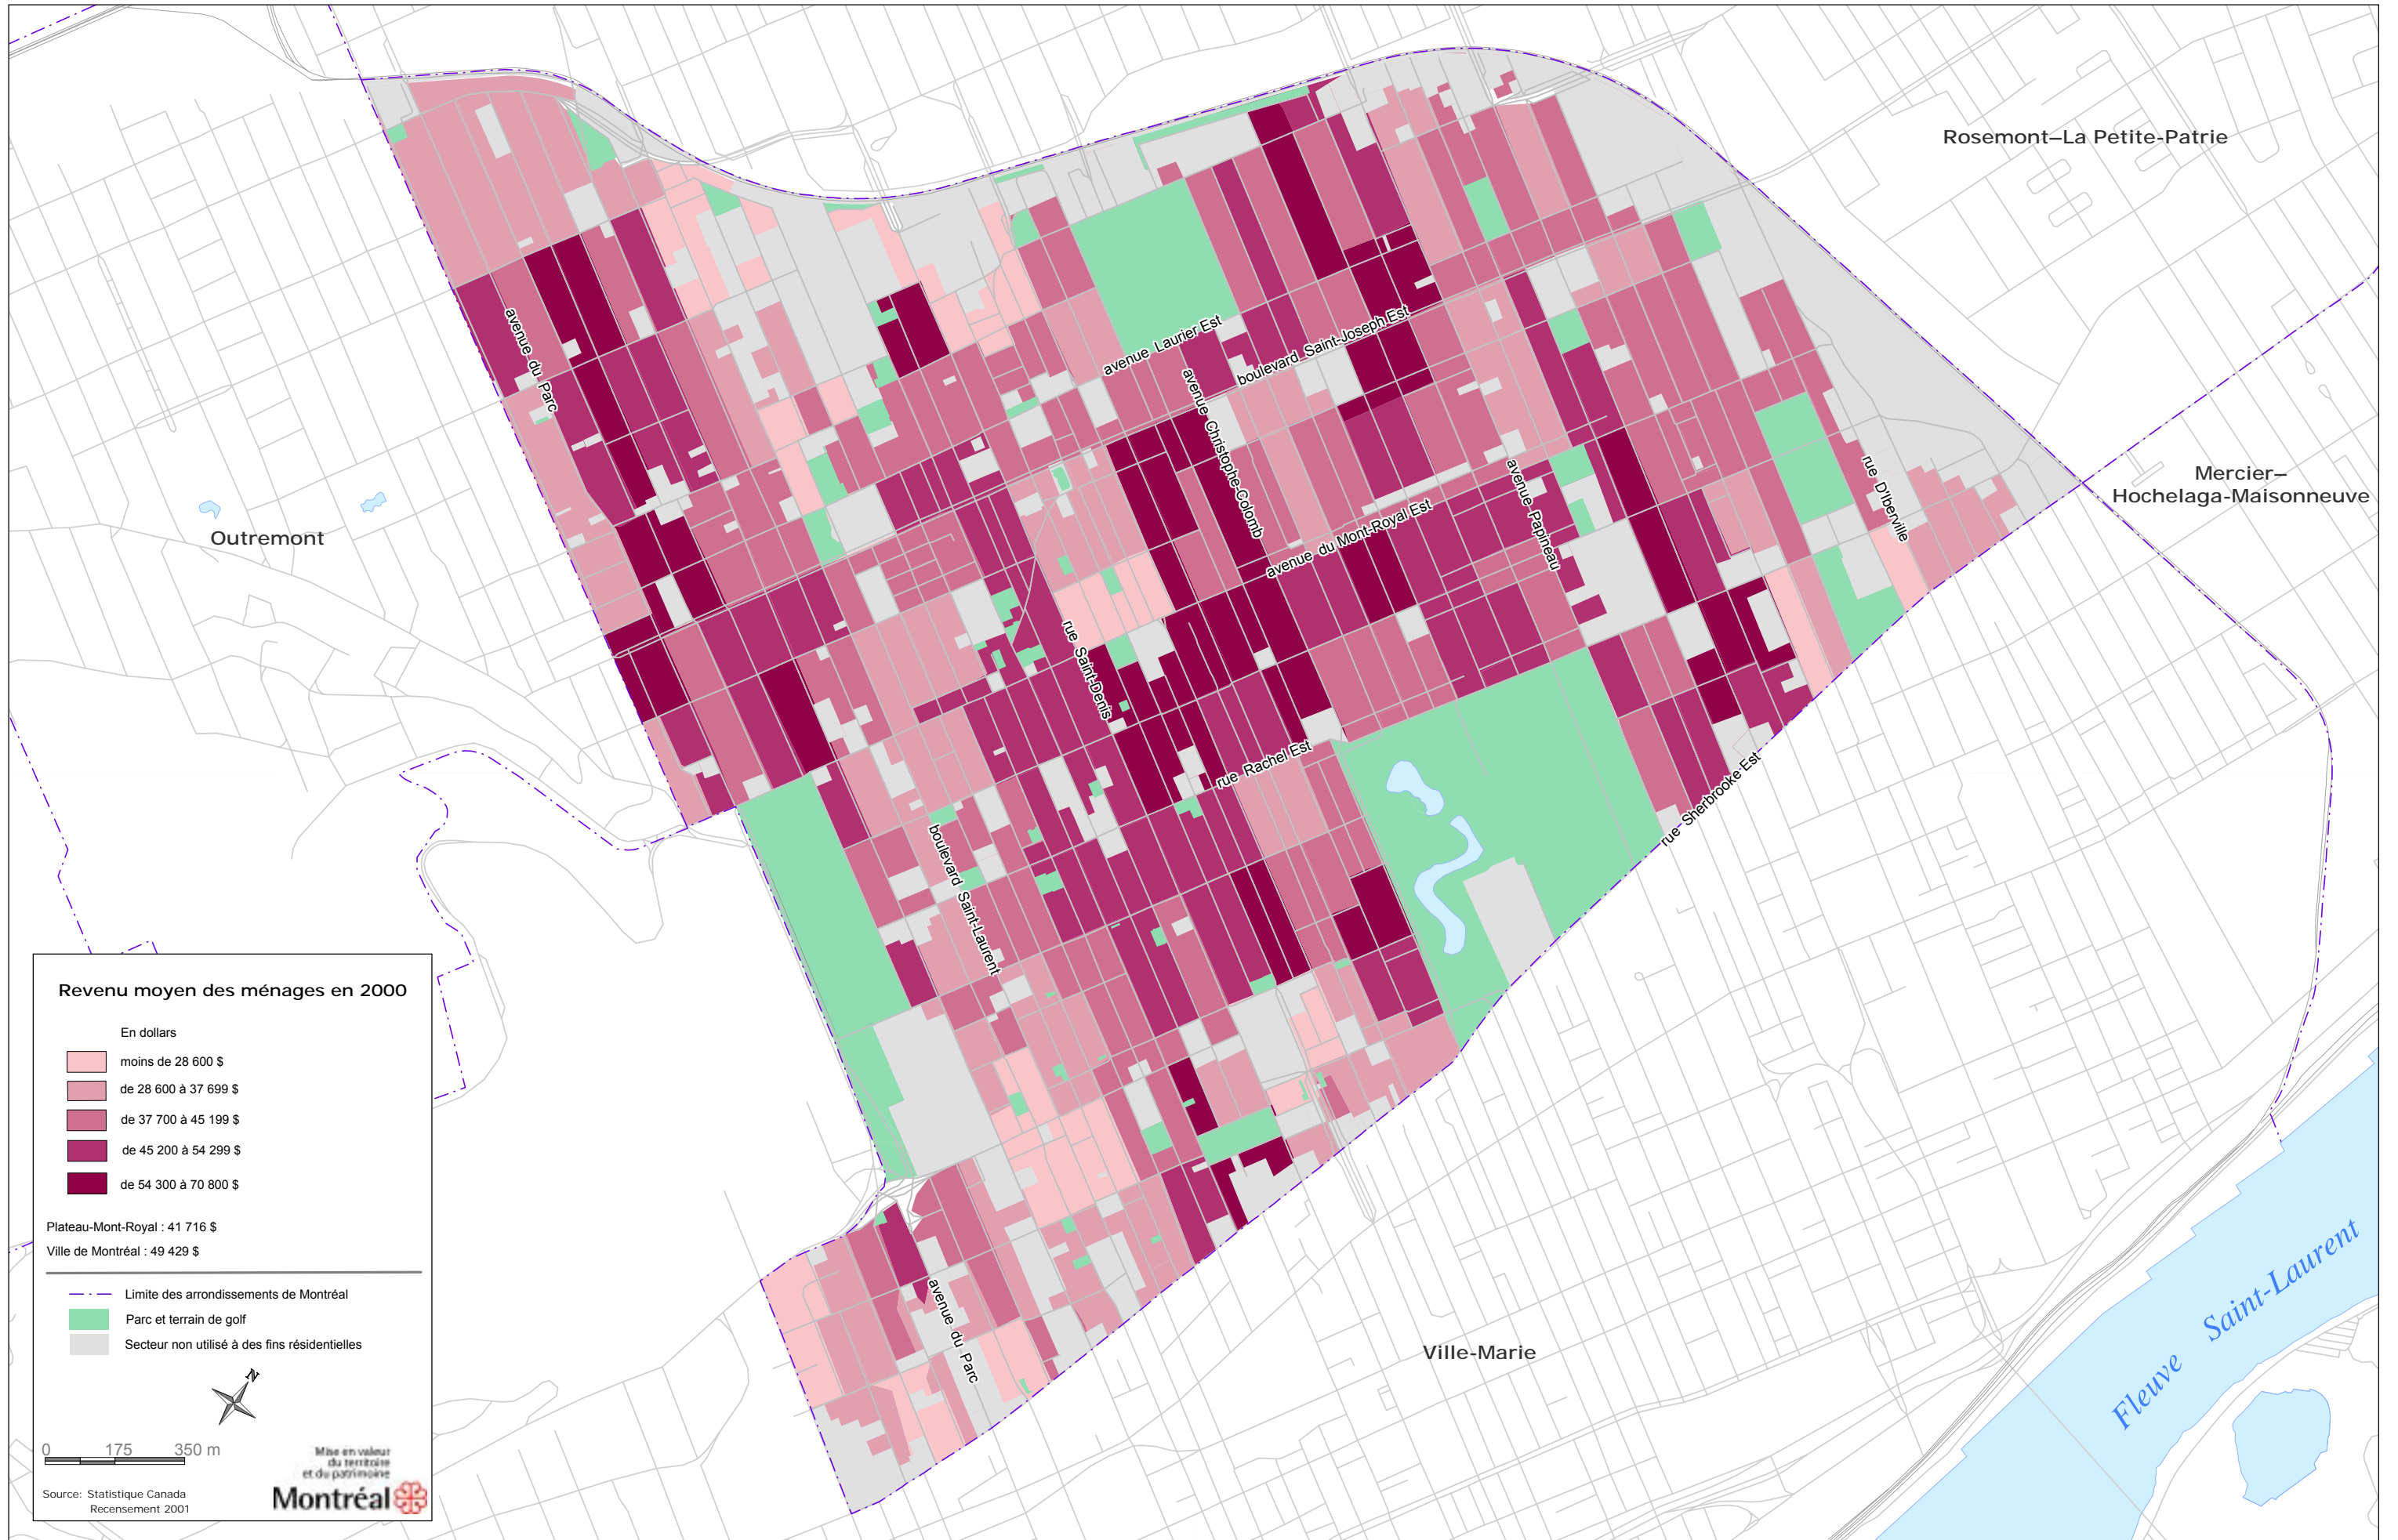 Rosemont–La Petite-Patrie
Mercier–
Hochelaga-Maisonneuve
Outremont
Ville-Marie
Fleuve Saint-Laurent
avenue du Parc
avenue Laurier Est
boulevard Saint-Joseph Est
avenue Christophe-Colomb
avenue du Mont-Royal Est
avenue Papineau
rue D'Iberville
rue Saint-Denis
rue Rachel Est
rue Sherbrooke Est
boulevard Saint-Laurent
avenue du Parc
Revenu moyen des ménages en 2000
En dollars
moins de 28 600 $
de 28 600 à 37 699 $
de 37 700 à 45 199 $
de 45 200 à 54 299 $
de 54 300 à 70 800 $
Plateau-Mont-Royal : 41 716 $
Ville de Montréal : 49 429 $
Limite des arrondissements de Montréal
Parc et terrain de golf
Secteur non utilisé à des fins résidentielles
N
0 175 350 m
Mise en valeur
du territoire
et du patrimoine
Montréal
Source: Statistique Canada
Recensement 2001